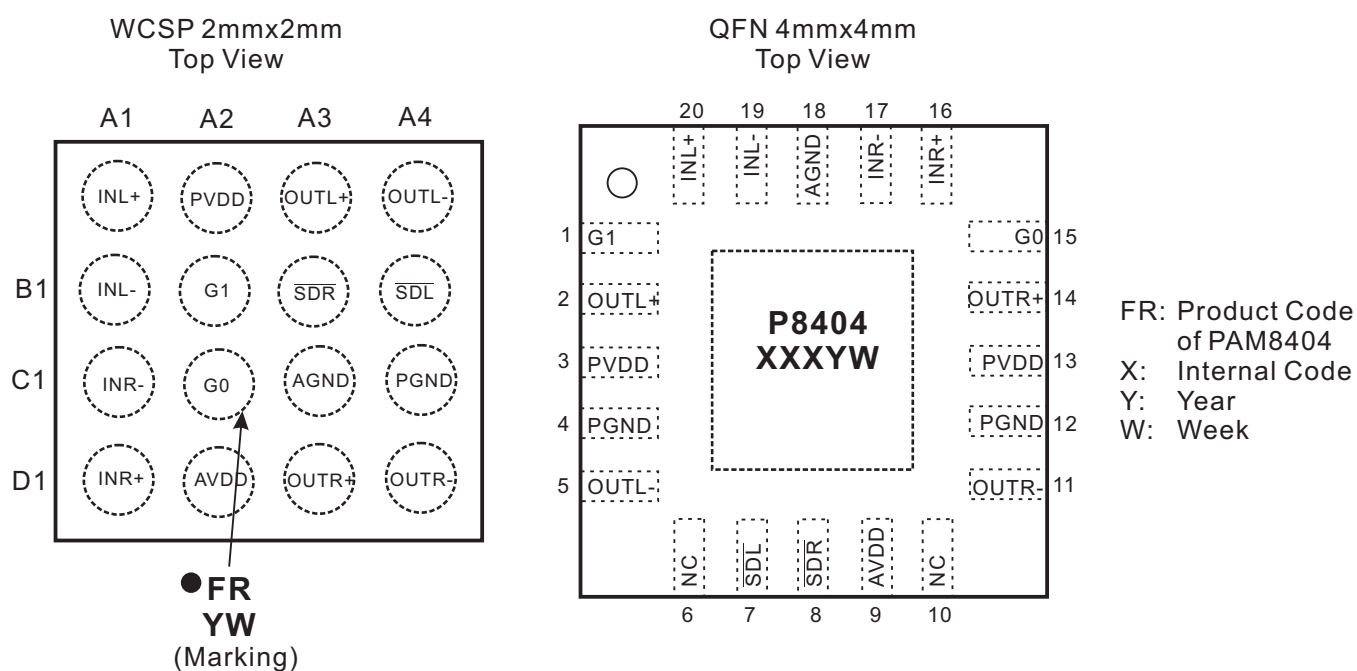 WCSP 2mmx2mm
Top View
A1 A2 A3 A4
INL+ PVDD OUTL+ OUTL-
B1 INL- G1 SDR SDL
C1 INR- G0 AGND PGND
D1 INR+ AVDD OUTR+ OUTR-
FR
YW
(Marking)
QFN 4mmx4mm
Top View
20 19 18 17 16
INL+ INL- AGND INR- INR+
1 G1 G0 15
2 OUTL+ OUTR+ 14
3 PVDD PVDD 13
4 PGND PGND 12
5 OUTL- OUTR- 11
P8404
XXXYW
NC SDL SDR AVDD NC
6 7 8 9 10
FR: Product Code
of PAM8404
X: Internal Code
Y: Year
W: Week